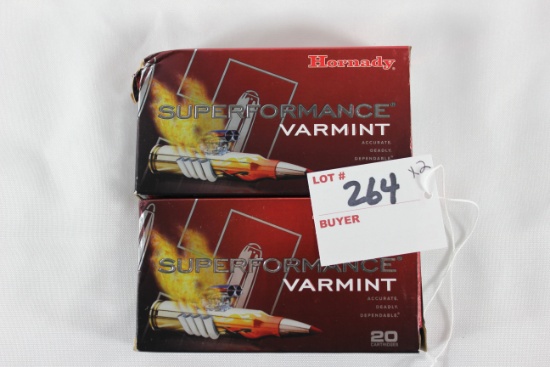 Hornady
SUPERFORMANCE
VARMINT
ACCURATE
DEADLY
DEPENDABLE
LOT # 264 x2
BUYER
SUPERFORMANCE
VARMINT
ACCURATE
DEADLY
DEPENDABLE
20
CARTRIDGES